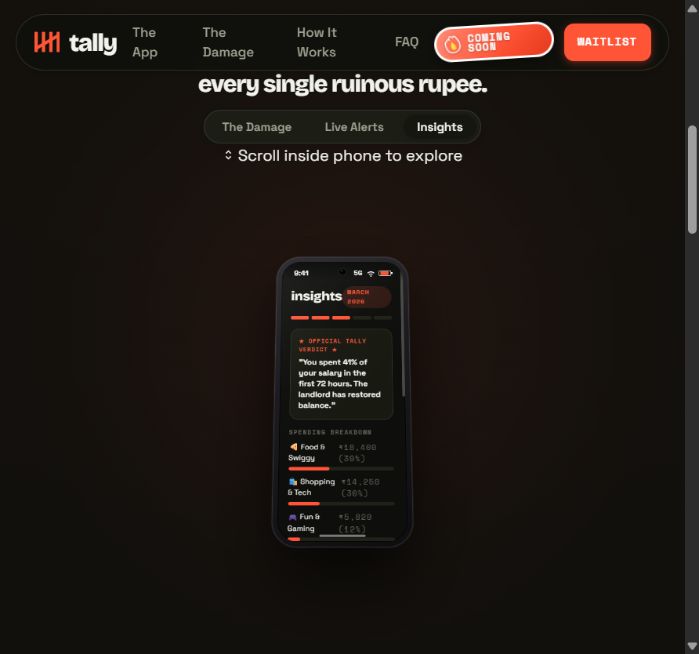 tally
The App
The Damage
How It Works
FAQ
COMING SOON
WAITLIST
every single ruinous rupee.
The Damage
Live Alerts
Insights
Scroll inside phone to explore
9:41
5G
insights
MARCH 2026
★ OFFICIAL TALLY
VERDICT ★
"You spent 41% of
your salary in the
first 72 hours. The
landlord has restored
balance."
SPENDING BREAKDOWN
Food &
Swiggy
₹18,400
(39%)
Shopping
& Tech
₹14,250
(30%)
Fun &
Gaming
₹5,820
(12%)